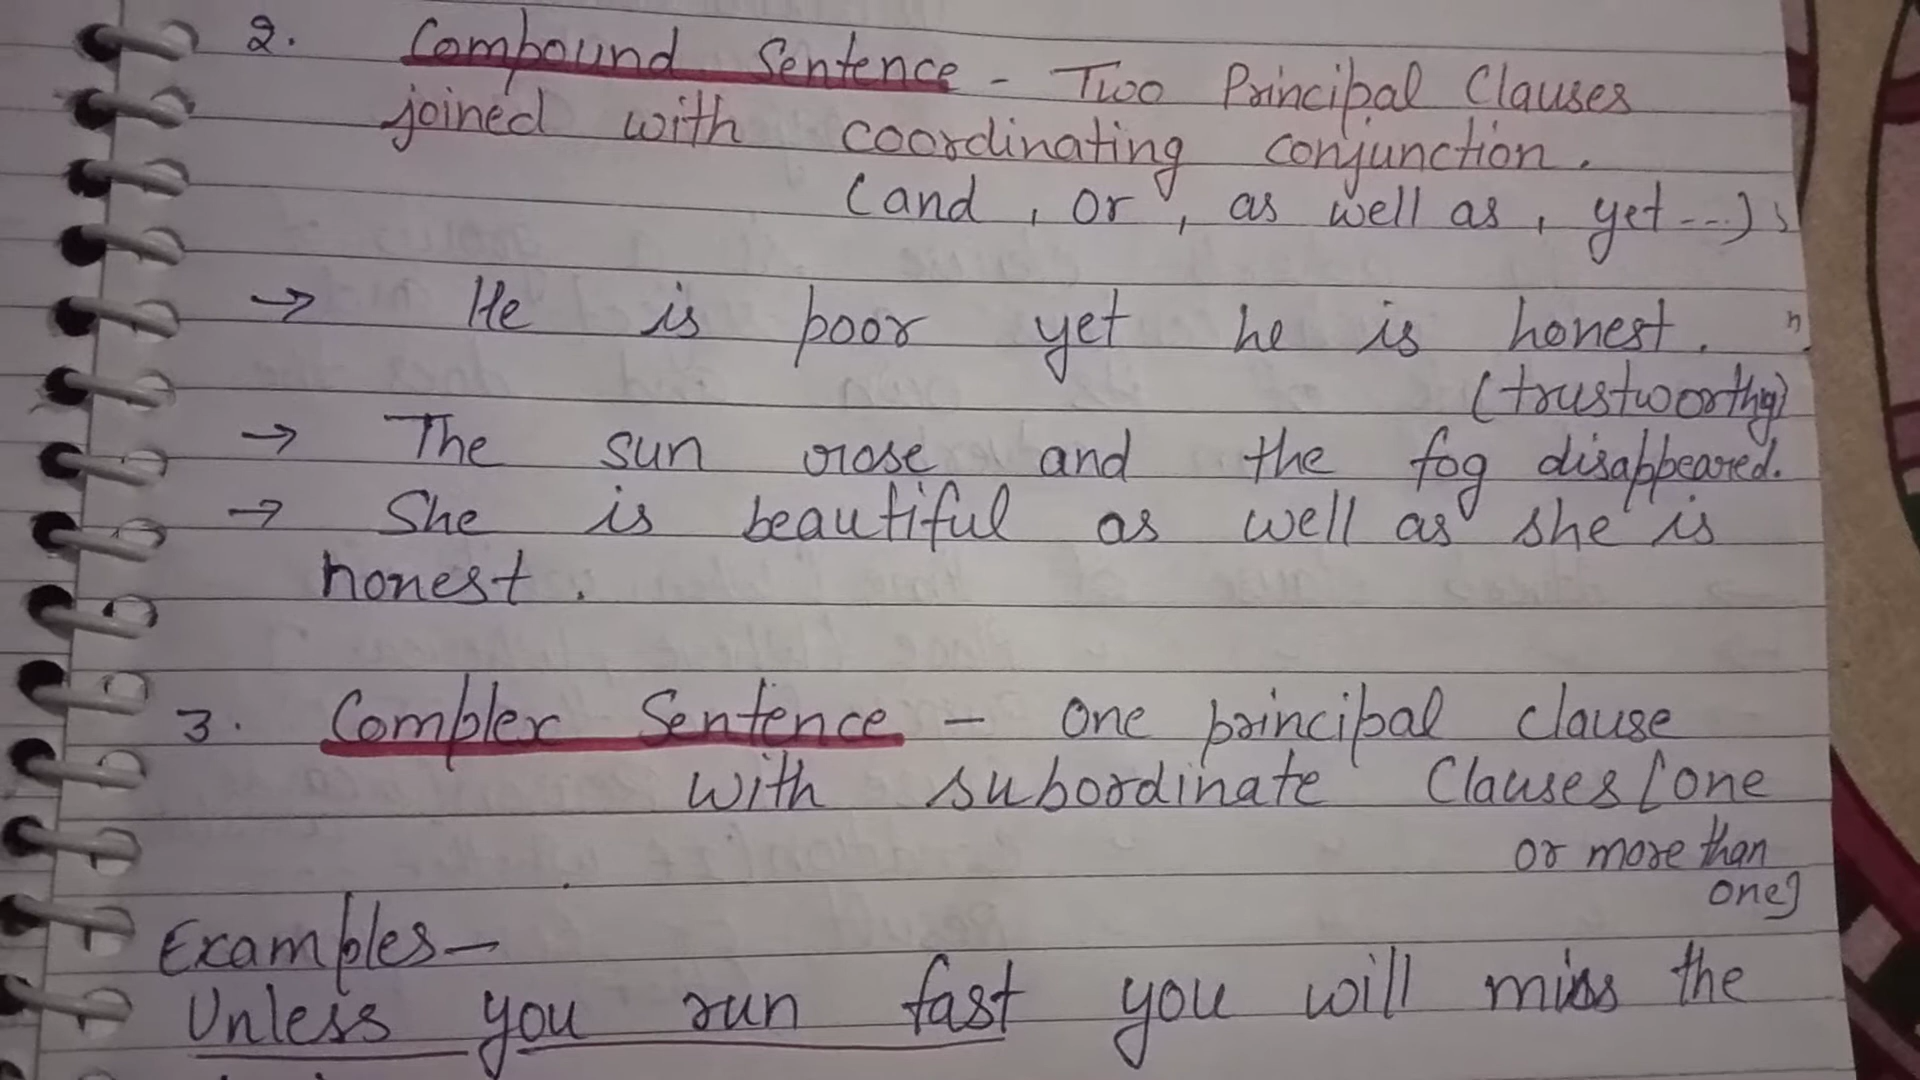 2. Compound Sentence - Two Principal Clauses
joined with coordinating conjunction.
(and, or, as well as, yet ---)
→ He is poor yet he is honest.
(trustworthy)
→ The sun rose and the fog disappeared.
→ She is beautiful as well as she is
honest.
3. Complex Sentence - One principal clause
with subordinate Clauses [one
or more than
one]
Examples-
Unless you run fast you will miss the